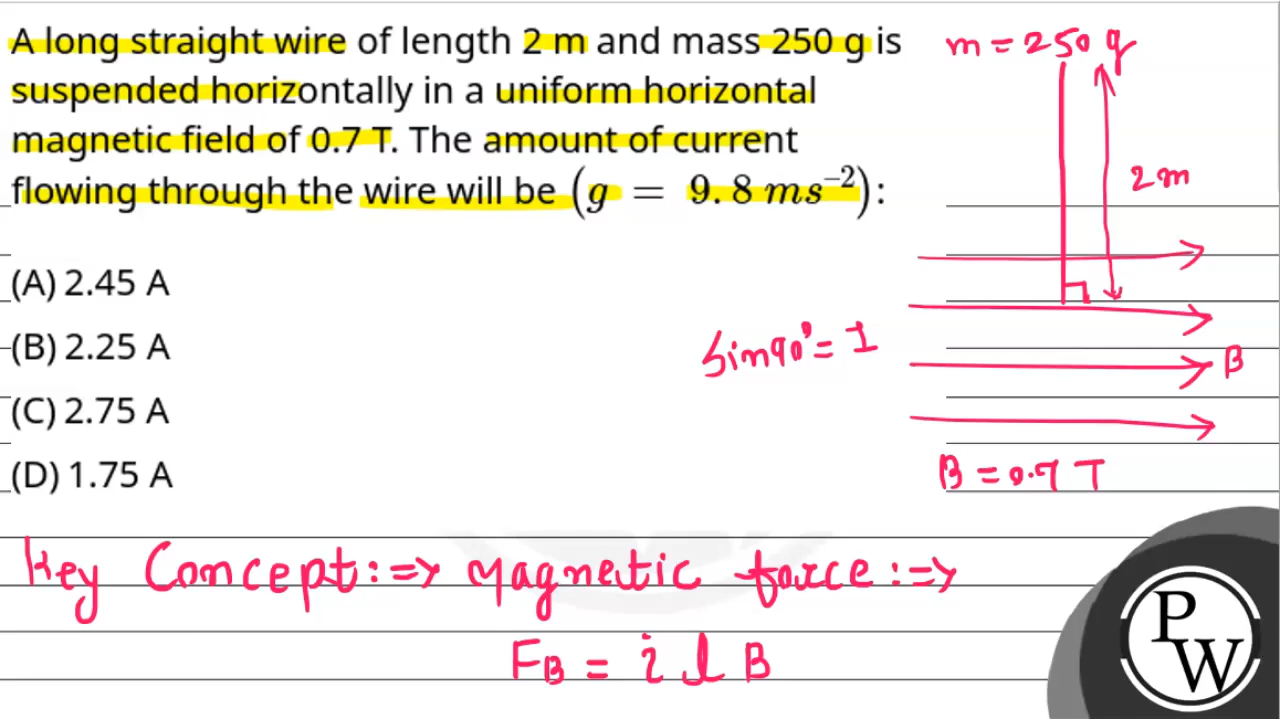 A long straight wire of length 2 m and mass 250 g is
suspended horizontally in a uniform horizontal
magnetic field of 0.7 T. The amount of current
flowing through the wire will be (g = 9.8 ms⁻²):
(A) 2.45 A
(B) 2.25 A
(C) 2.75 A
(D) 1.75 A
m = 250 g
2m
Sin90° = 1
B
B = 0.7 T
Key Concept :⇒ Magnetic force :⇒
F_B = i l B
PW